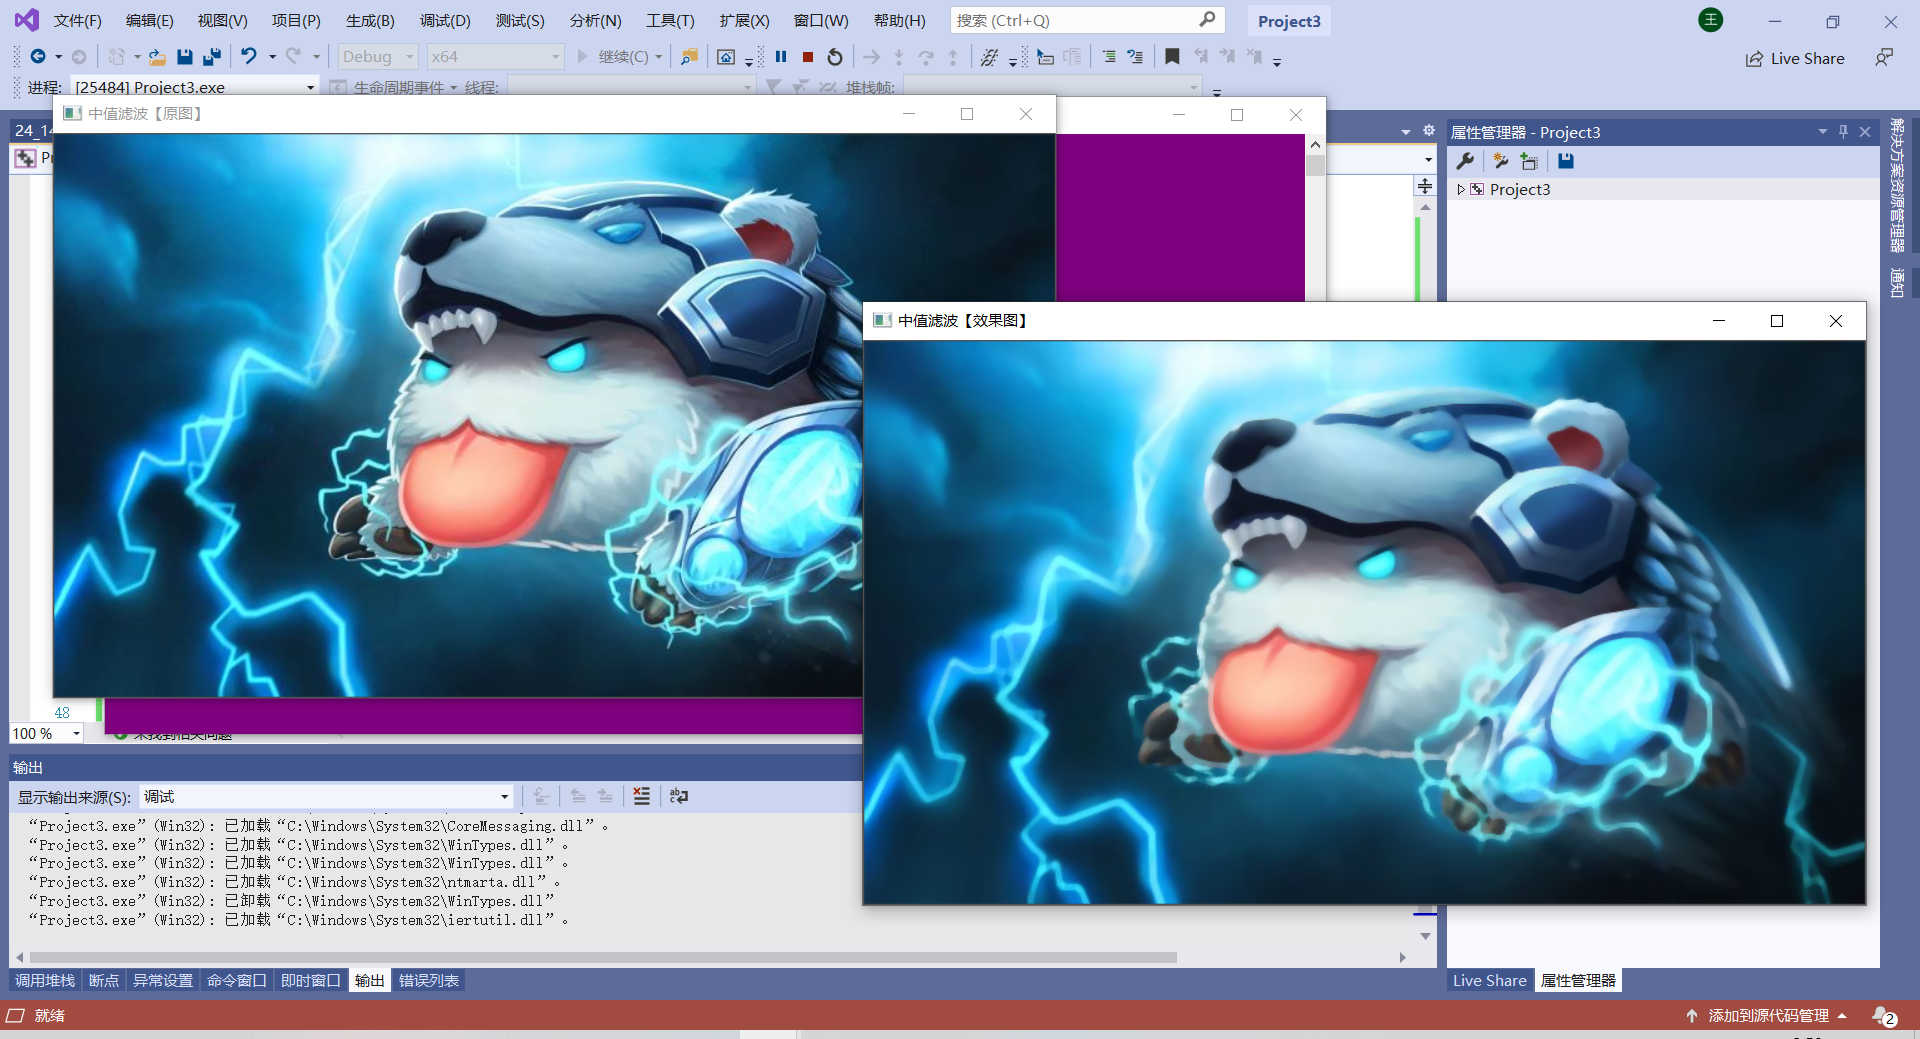 文件(F) 编辑(E) 视图(V) 项目(P) 生成(B) 调试(D) 测试(S) 分析(N) 工具(T) 扩展(X) 窗口(W) 帮助(H) 搜索 (Ctrl+Q) Project3 王
Debug x64 继续(C) Live Share
进程: [25484] Project3.exe 生命周期事件 线程: 堆栈帧:
中值滤波【原图】
24_14
属性管理器 - Project3
Project3
解决方案资源管理器
通知
中值滤波【效果图】
48
100 % 未找到相关问题
输出
显示输出来源(S): 调试
“Project3.exe”(Win32): 已加载“C:\Windows\System32\CoreMessaging.dll”。
“Project3.exe”(Win32): 已加载“C:\Windows\System32\WinTypes.dll”。
“Project3.exe”(Win32): 已加载“C:\Windows\System32\WinTypes.dll”。
“Project3.exe”(Win32): 已加载“C:\Windows\System32\ntmarta.dll”。
“Project3.exe”(Win32): 已卸载“C:\Windows\System32\WinTypes.dll”
“Project3.exe”(Win32): 已加载“C:\Windows\System32\iertutil.dll”。
调用堆栈 断点 异常设置 命令窗口 即时窗口 输出 错误列表 Live Share 属性管理器
就绪 添加到源代码管理 2